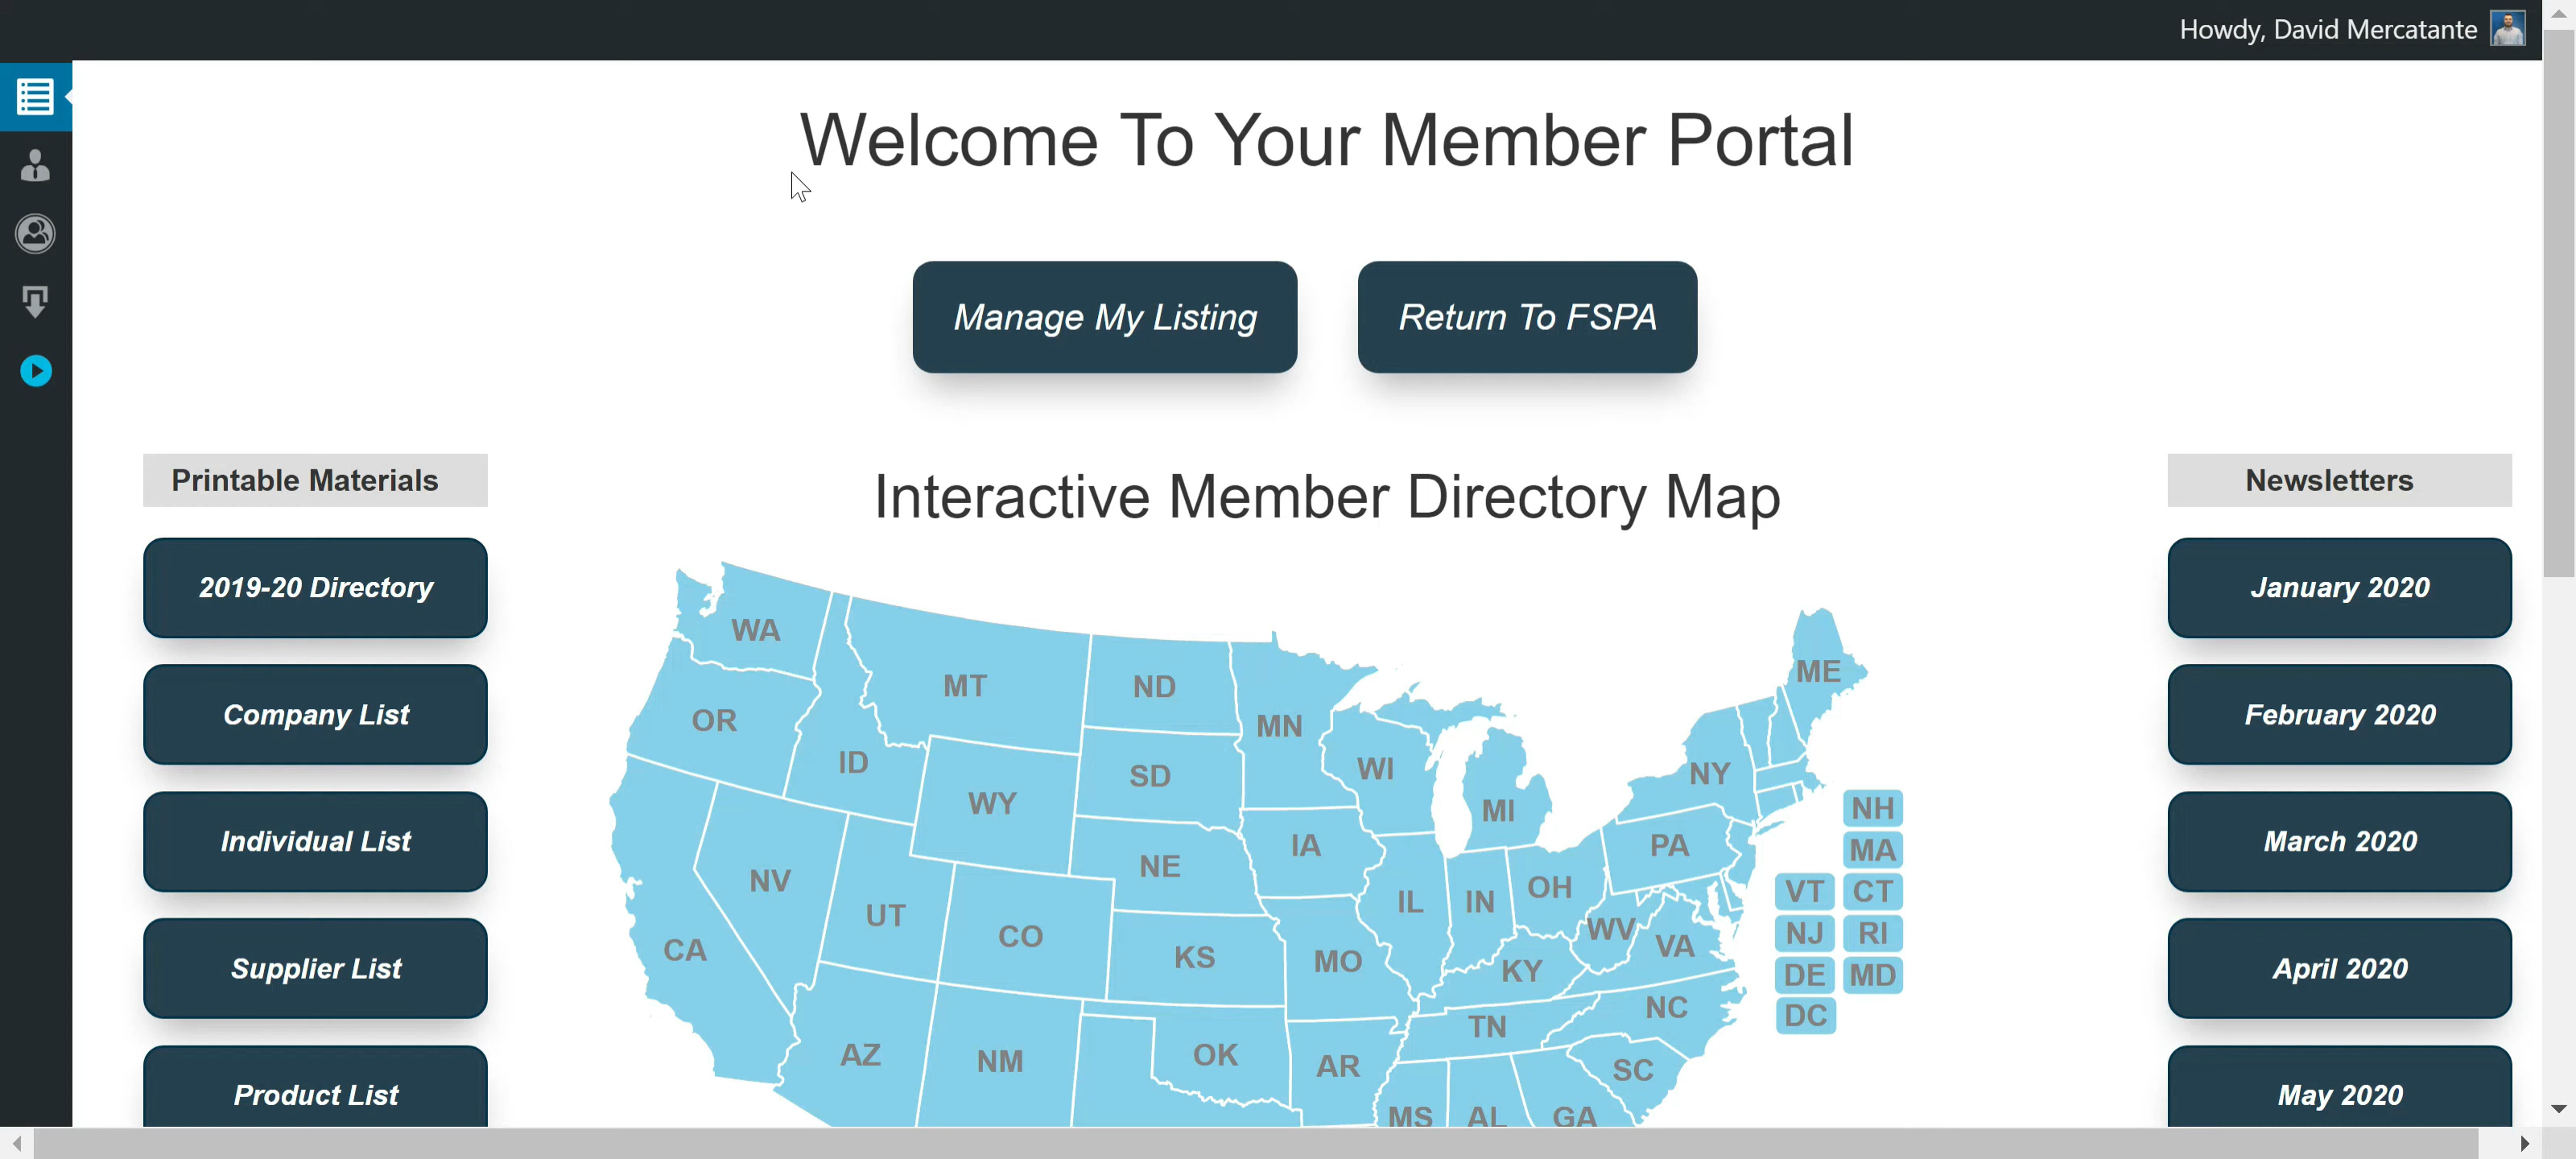 Howdy, David Mercatante
Welcome To Your Member Portal
Manage My Listing
Return To FSPA
Printable Materials
2019-20 Directory
Company List
Individual List
Supplier List
Product List
Interactive Member Directory Map
WA
MT
ND
MN
ME
OR
ID
SD
WI
NY
WY
MI
NH
NE
IA
PA
MA
NV
UT
IL
IN
OH
VT
CT
CA
CO
KS
MO
WV
VA
NJ
RI
KY
DE
MD
NC
TN
DC
AZ
NM
OK
AR
SC
MS
AL
GA
Newsletters
January 2020
February 2020
March 2020
April 2020
May 2020